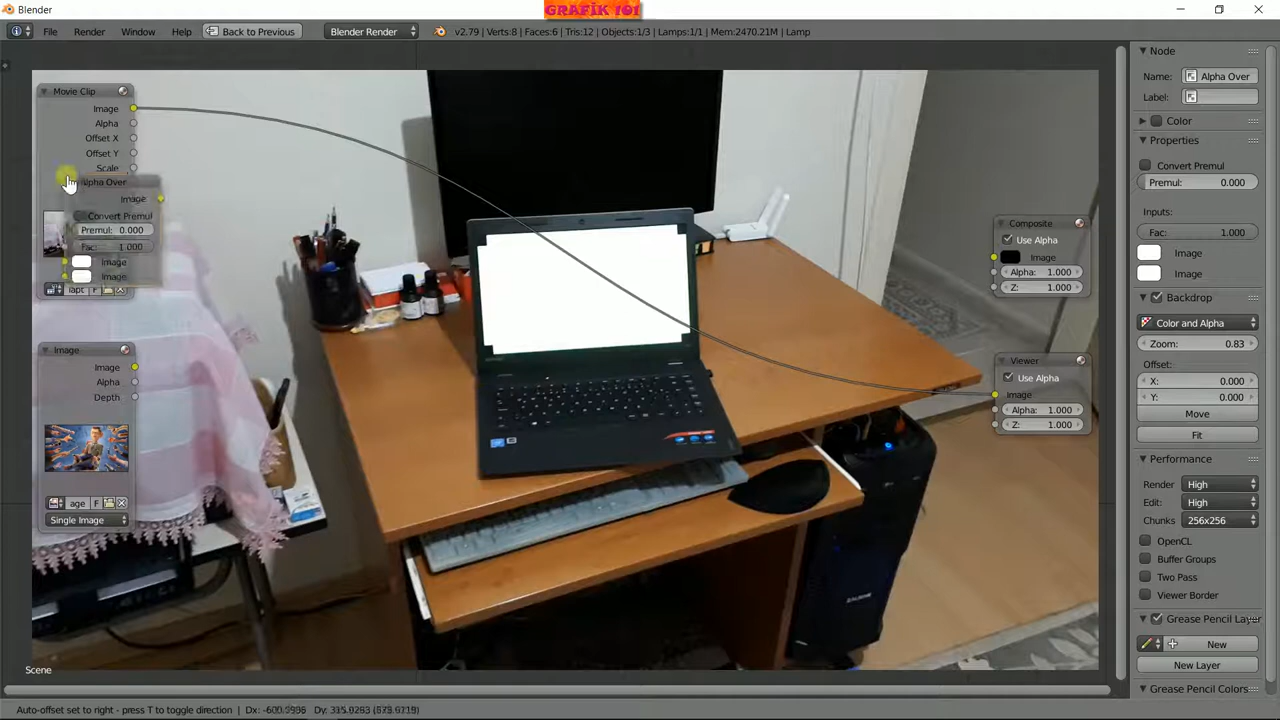 Blender
GRAFİK 101
File Render Window Help Back to Previous Blender Render v2.79 | Verts:8 | Faces:6 | Tris:12 | Objects:1/3 | Lamps:1/1 | Mem:2470.21M | Lamp
Movie Clip
Image
Alpha
Offset X
Offset Y
Scale
Alpha Over
Image
Convert Premul
Premul: 0.000
Fac: 1.000
Image
Image
F
Image
Image
Alpha
Depth
age F
Single Image
Composite
Use Alpha
Image
Alpha: 1.000
Z: 1.000
Viewer
Use Alpha
Image
Alpha: 1.000
Z: 1.000
Node
Name: Alpha Over
Label:
Color
Properties
Convert Premul
Premul: 0.000
Inputs:
Fac: 1.000
Image
Image
Backdrop
Color and Alpha
Zoom: 0.83
Offset:
X: 0.000
Y: 0.000
Move
Fit
Performance
Render: High
Edit: High
Chunks: 256x256
OpenCL
Buffer Groups
Two Pass
Viewer Border
Grease Pencil Layer
New
New Layer
Grease Pencil Colors
Scene
Auto-offset set to right - press T to toggle direction | Dx: